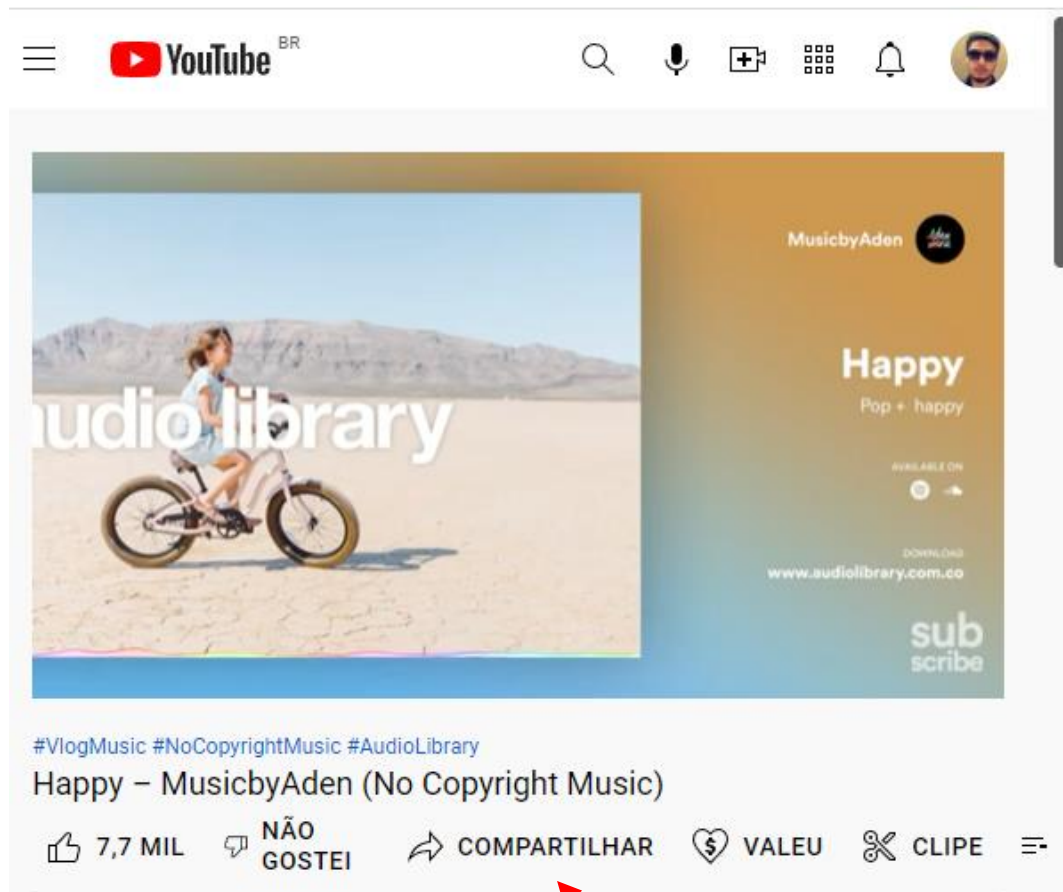 YouTube BR
MusicbyAden
Happy
Pop + happy
audio library
AVAILABLE ON
DOWNLOAD
www.audiolibrary.com.co
sub
scribe
#VlogMusic #NoCopyrightMusic #AudioLibrary
Happy – MusicbyAden (No Copyright Music)
7,7 MIL NÃO GOSTEI COMPARTILHAR VALEU CLIPE